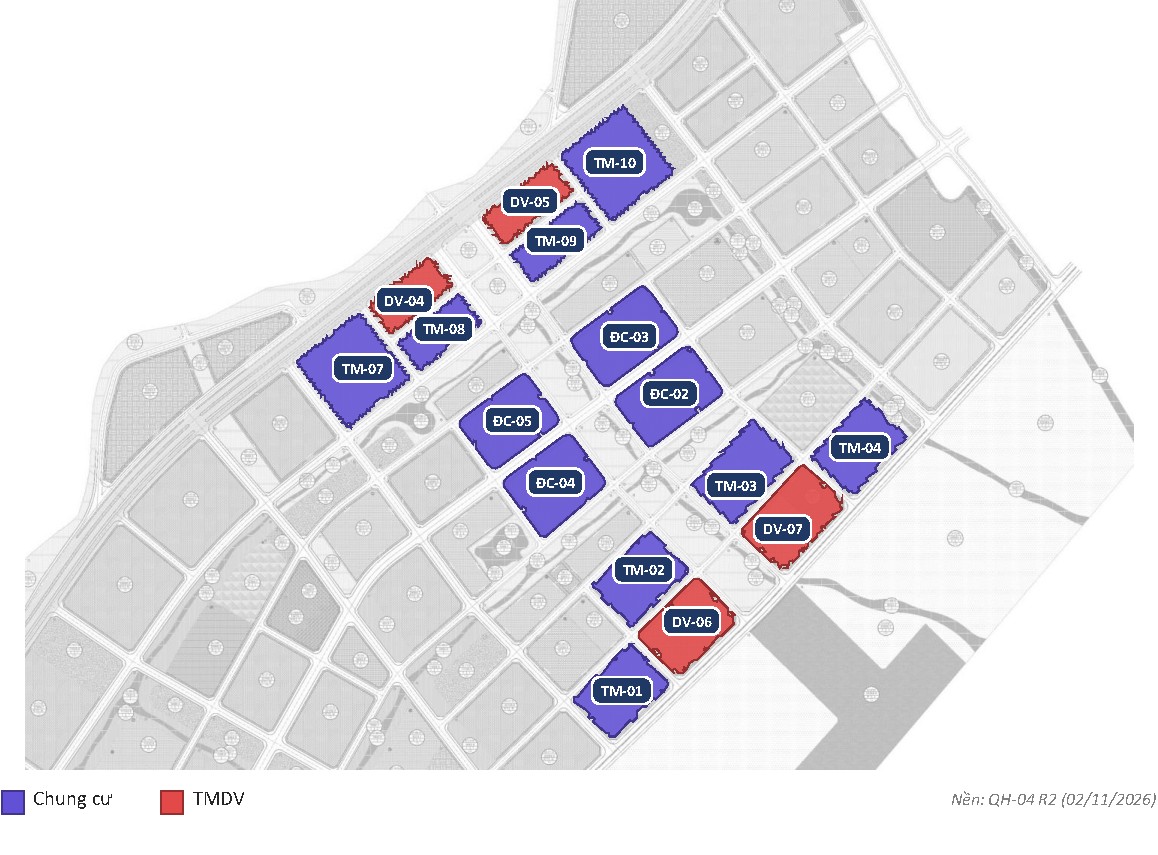 TM-10
DV-05
TM-09
DV-04
TM-08
ĐC-03
TM-07
ĐC-02
ĐC-05
TM-04
ĐC-04
TM-03
DV-07
TM-02
DV-06
TM-01
Chung cư
TMDV
Nền: QH-04 R2 (02/11/2026)